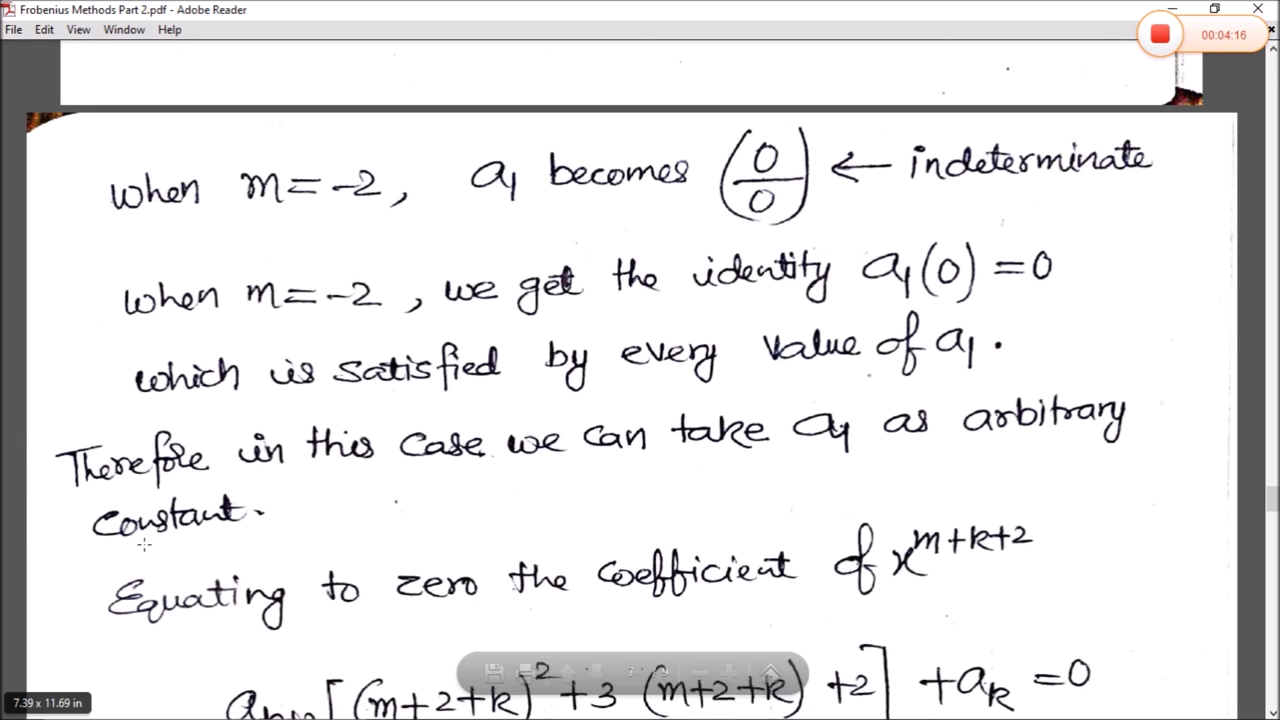 Frobenius Methods Part 2.pdf - Adobe Reader
File Edit View Window Help
00:04:16
when m = -2, a₁ becomes (0/0) ← indeterminate
when m = -2, we get the identity a₁(0) = 0
which is satisfied by every value of a₁.
Therefore in this case we can take a₁ as arbitrary
constant.
Equating to zero the coefficient of x^{m+k+2}
[(m+2+k)² + 3 (m+2+k) + 2] + a_k = 0
7.39 x 11.69 in